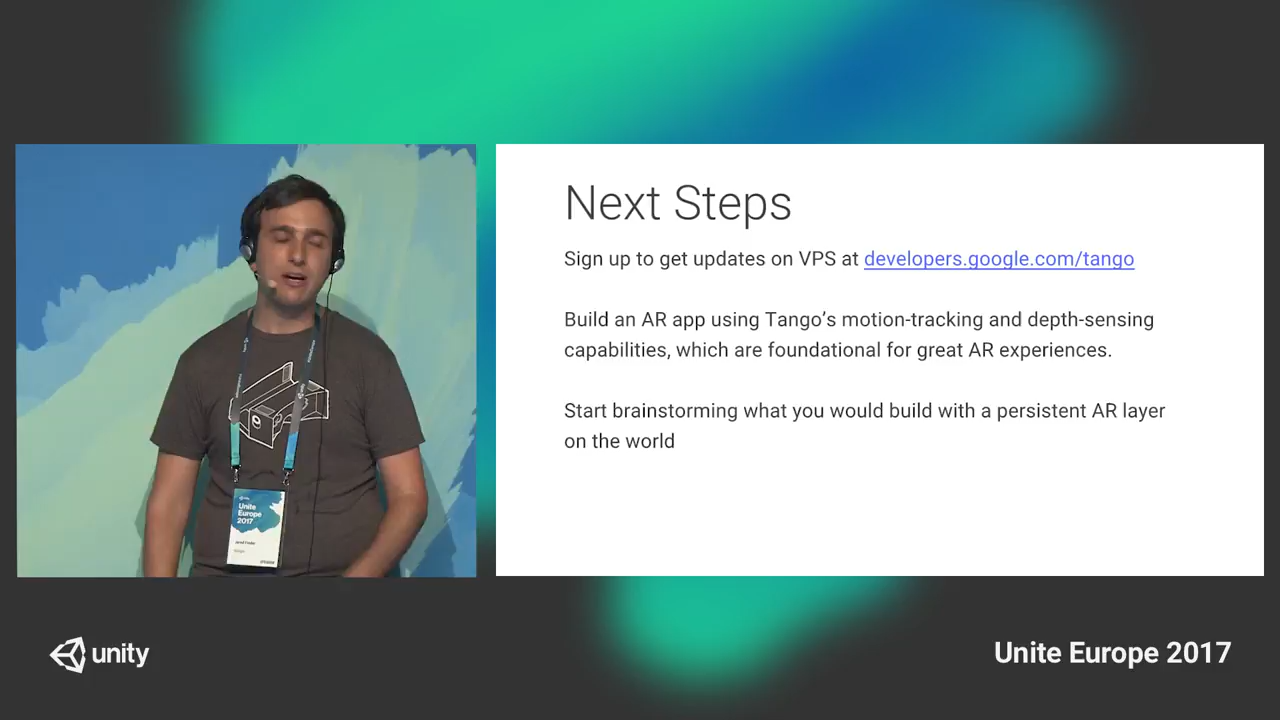 Next Steps
Sign up to get updates on VPS at developers.google.com/tango
Build an AR app using Tango’s motion-tracking and depth-sensing
capabilities, which are foundational for great AR experiences.
Start brainstorming what you would build with a persistent AR layer
on the world
Unite
Europe
2017
unity
Unite Europe 2017